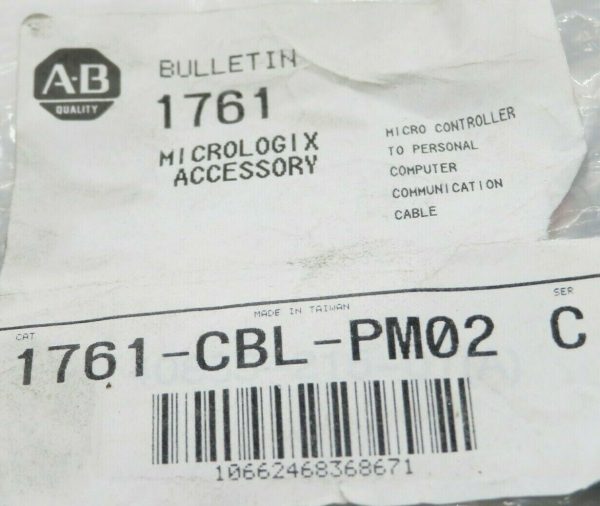 A-B
QUALITY
BULLETIN
1761
MICROLOGIX
ACCESSORY
MICRO CONTROLLER
TO PERSONAL
COMPUTER
COMMUNICATION
CABLE
MADE IN TAIWAN
CAT
SER
1761-CBL-PM02 C
10662468368671